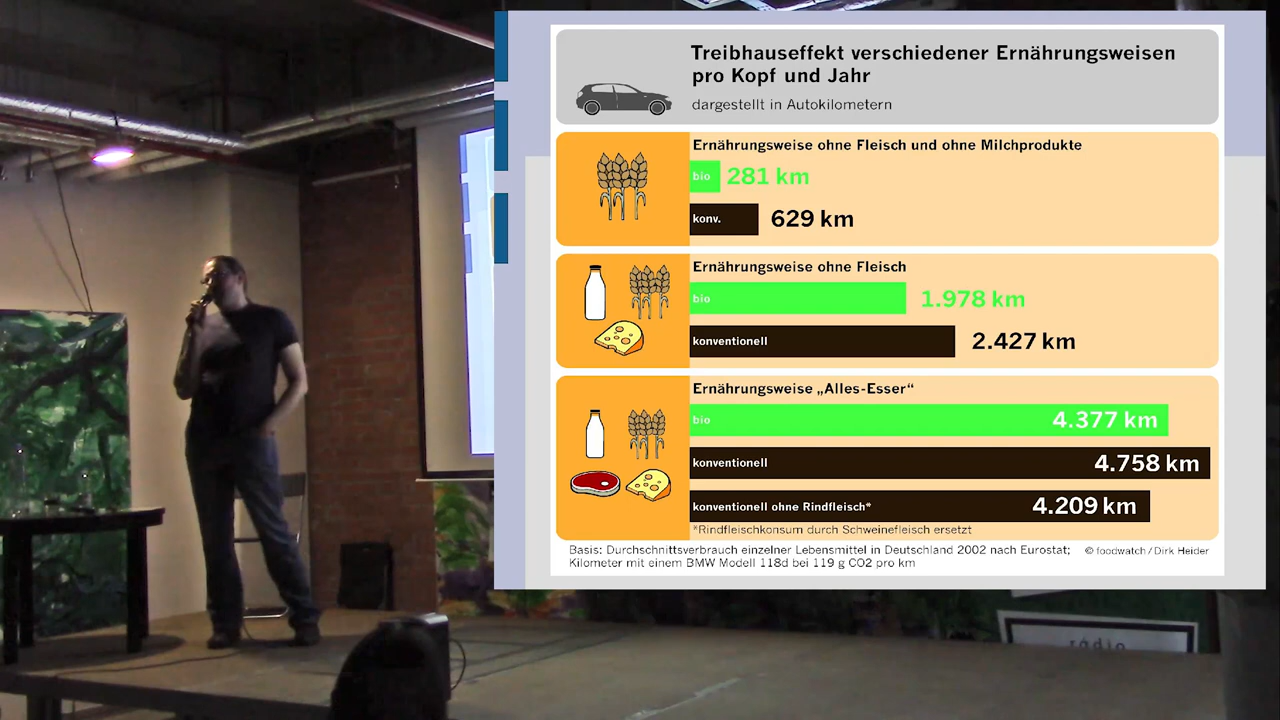 Treibhauseffekt verschiedener Ernährungsweisen
pro Kopf und Jahr
dargestellt in Autokilometern
Ernährungsweise ohne Fleisch und ohne Milchprodukte
bio 281 km
konv. 629 km
Ernährungsweise ohne Fleisch
bio 1.978 km
konventionell 2.427 km
Ernährungsweise „Alles-Esser“
bio 4.377 km
konventionell 4.758 km
konventionell ohne Rindfleisch* 4.209 km
*Rindfleischkonsum durch Schweinefleisch ersetzt
Basis: Durchschnittsverbrauch einzelner Lebensmittel in Deutschland 2002 nach Eurostat; © foodwatch / Dirk Heider
Kilometer mit einem BMW Modell 118d bei 119 g CO2 pro km
radio